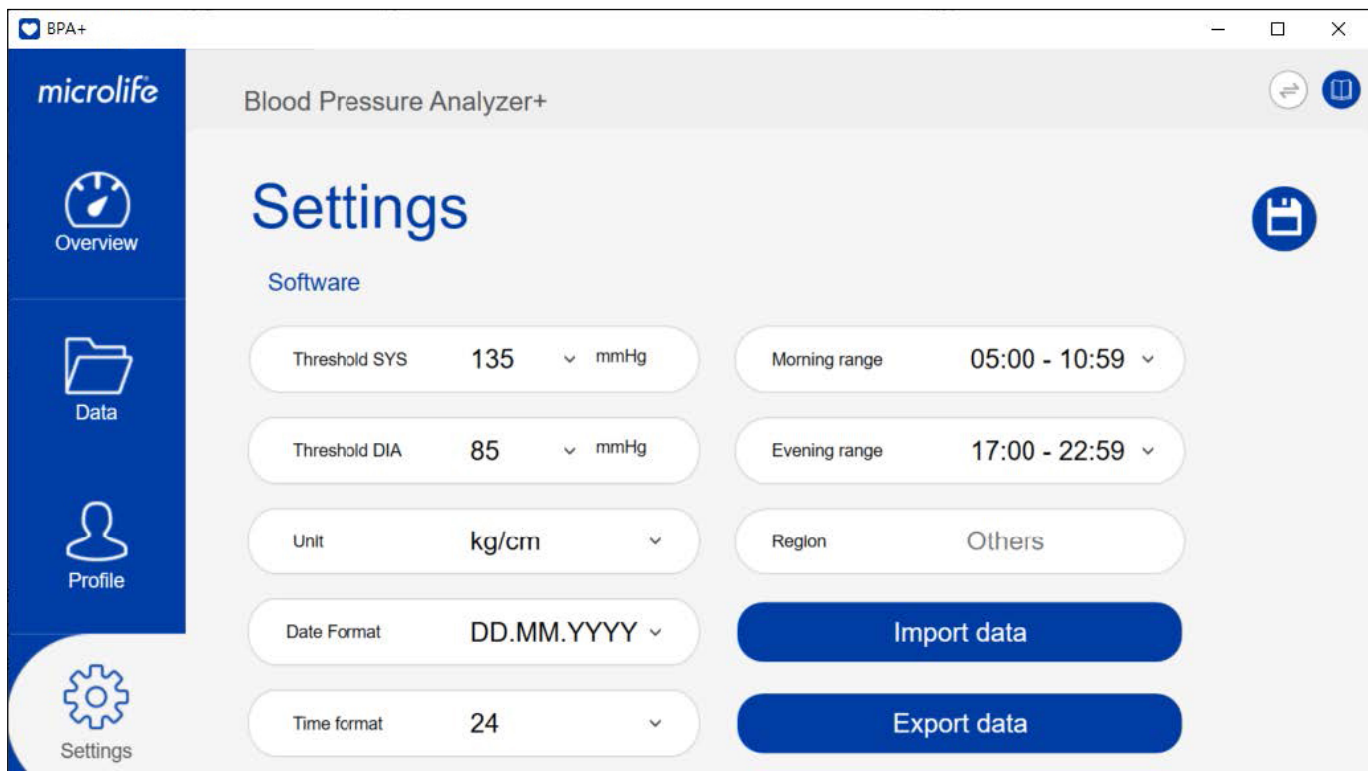 BPA+
microlife
Blood Pressure Analyzer+
Overview
Data
Profile
Settings
Settings
Software
Threshold SYS 135 mmHg
Morning range 05:00 - 10:59
Threshold DIA 85 mmHg
Evening range 17:00 - 22:59
Unit kg/cm
Region Others
Date Format DD.MM.YYYY
Import data
Time format 24
Export data